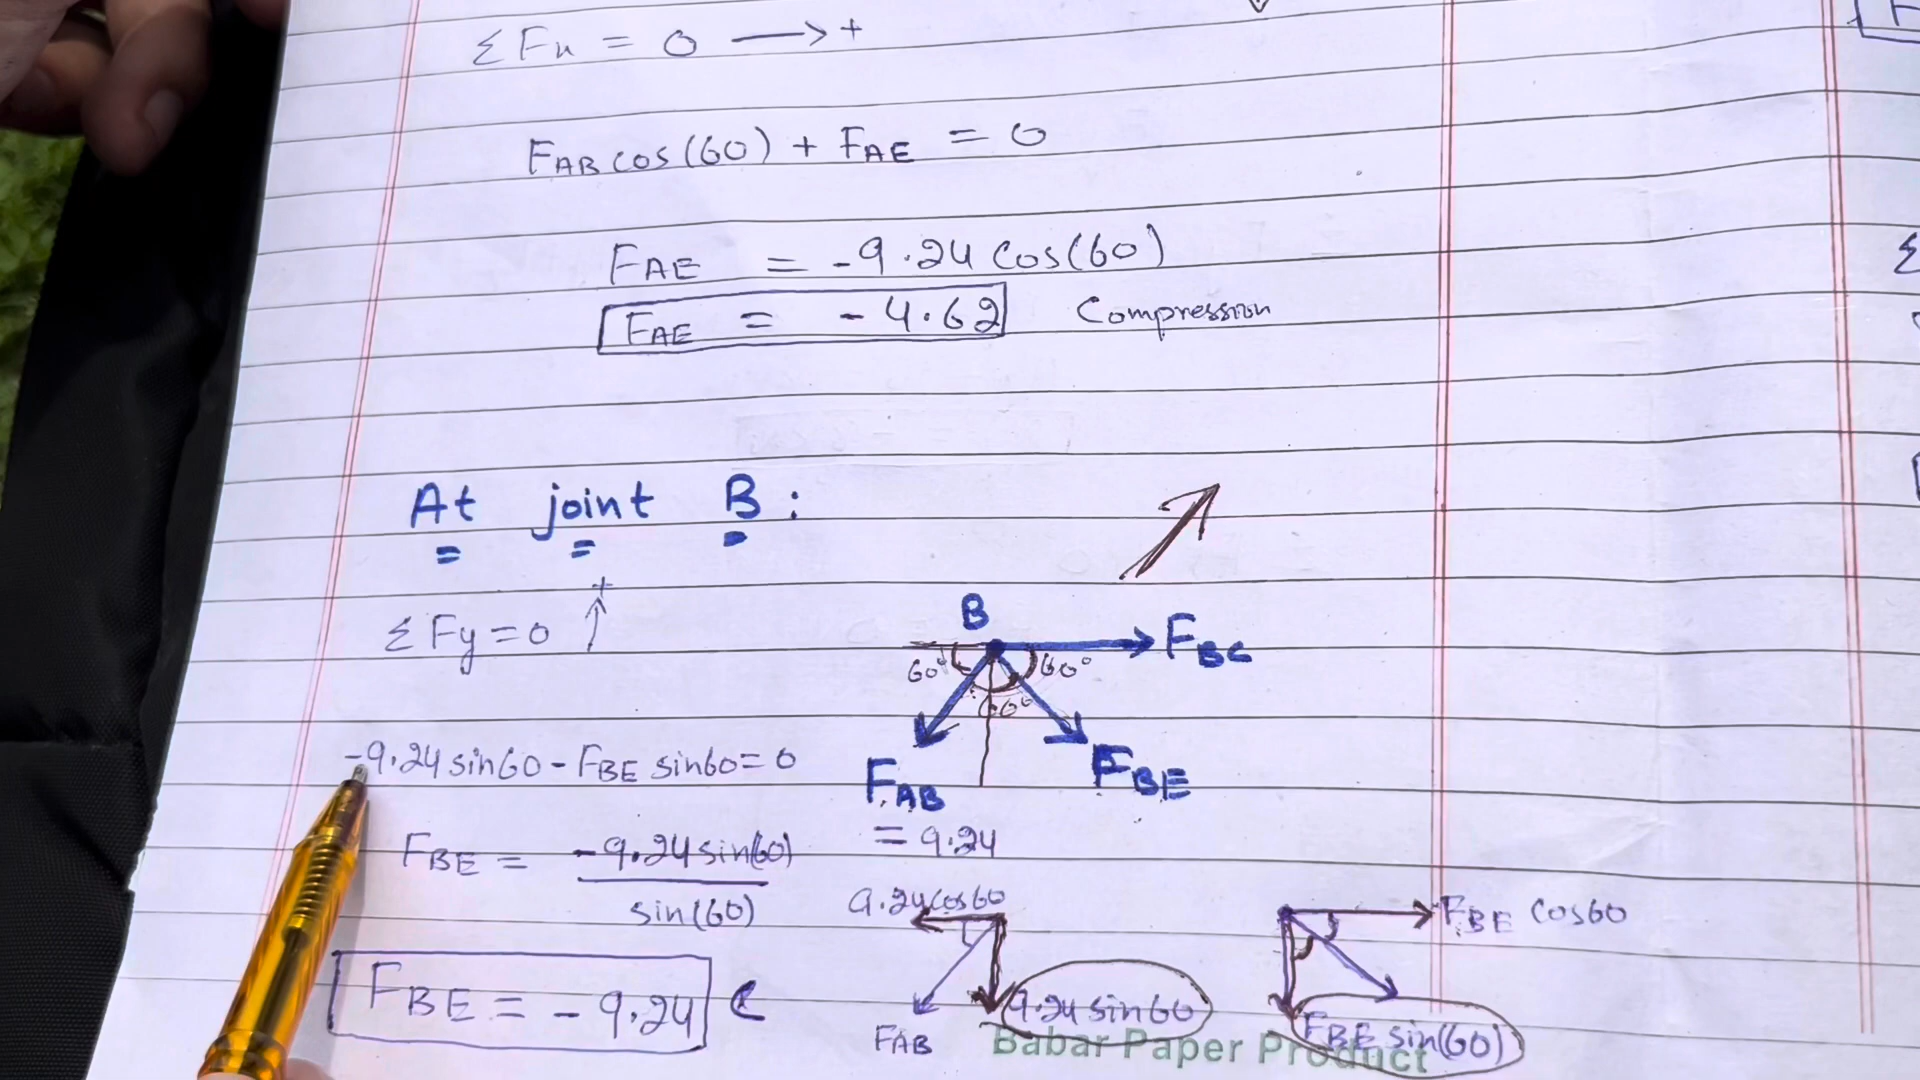 ΣFx = 0 → +
FAB cos(60) + FAE = 0
FAE = -9.24 cos(60)
FAE = -4.62 Compression
At joint B:
ΣFy = 0 ↑+
B
FBC
60° 60°
60°
-9.24 sin60 - FBE sin60 = 0
FAB FBE
= 9.24
FBE = -9.24 sin(60)
sin(60)
9.24 cos60
FBE cos60
FBE = -9.24 C
9.24 sin60
FAB
FBE sin(60)
Babar Paper Product